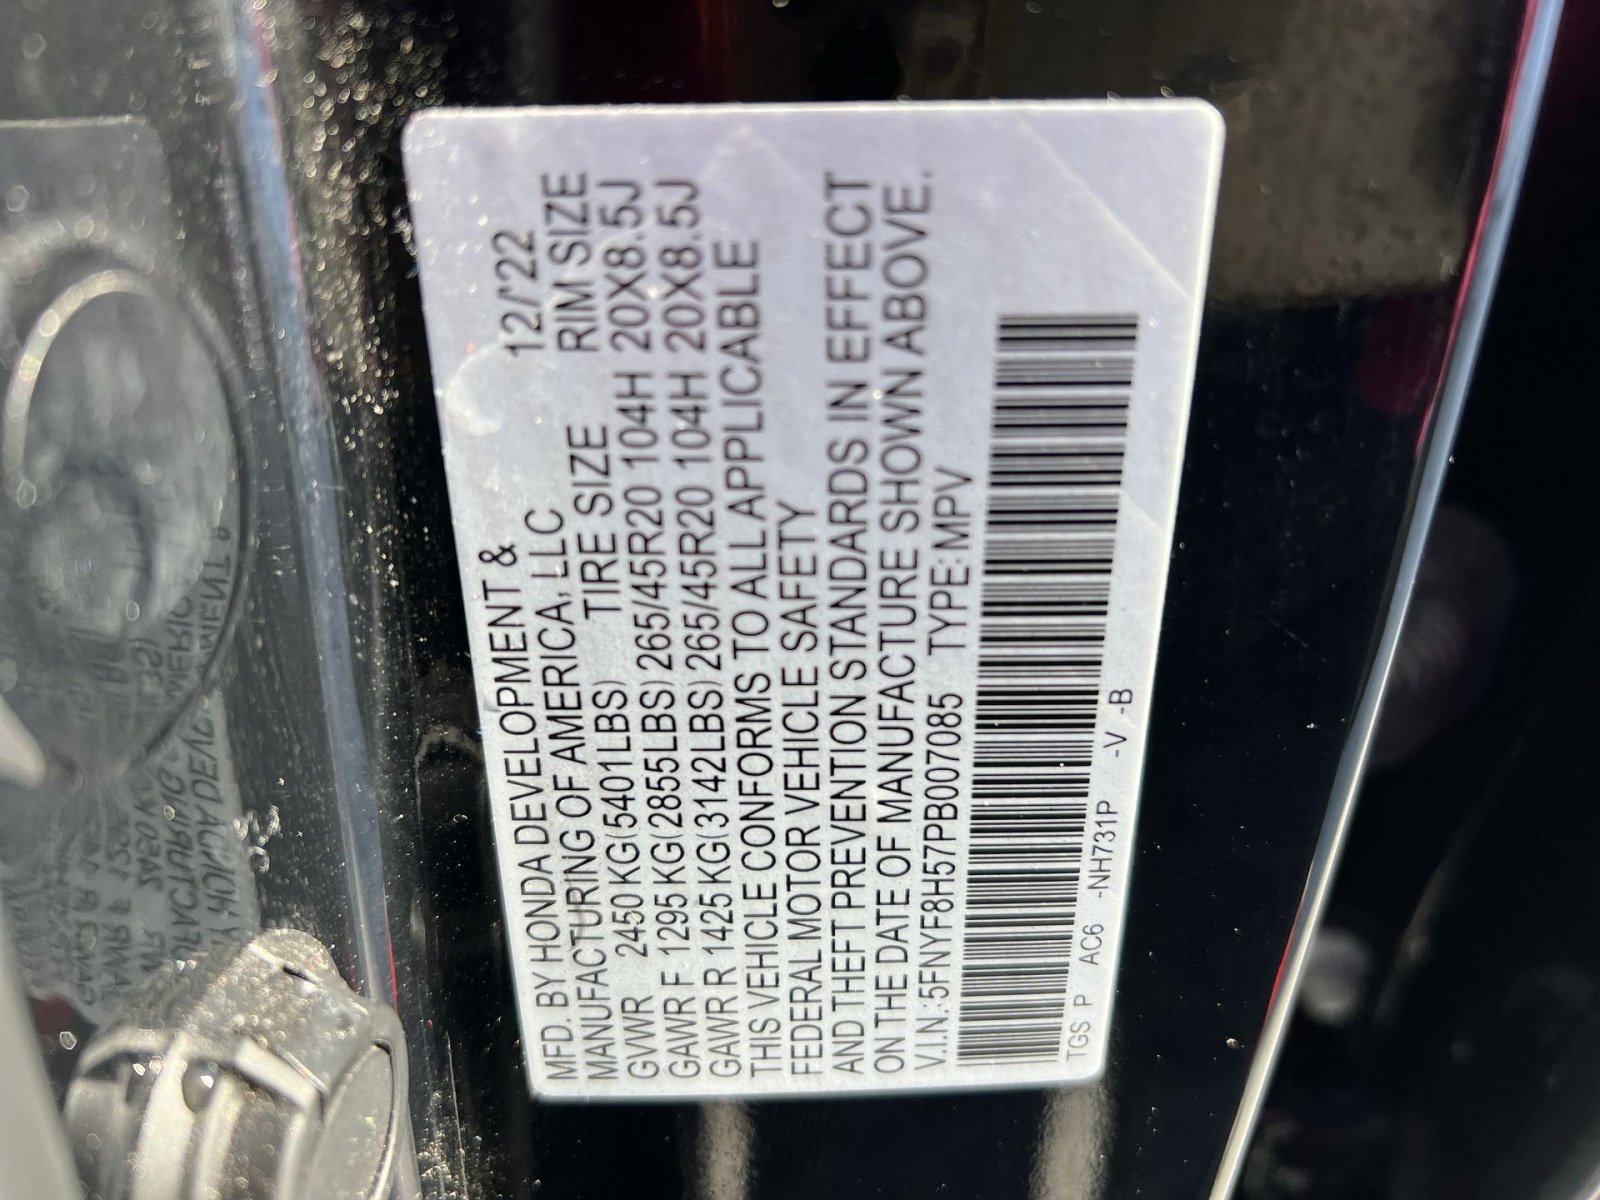 MFD. BY HONDA DEVELOPMENT & 12/'22
MANUFACTURING OF AMERICA, LLC
TIRE SIZE RIM SIZE
GVWR 2450 KG(5401LBS) 265/45R20 104H 20X8.5J
GAWR F 1295 KG(2855LBS) 265/45R20 104H 20X8.5J
GAWR R 1425 KG(3142LBS)
THIS VEHICLE CONFORMS TO ALL APPLICABLE
FEDERAL MOTOR VEHICLE SAFETY
AND THEFT PREVENTION STANDARDS IN EFFECT
ON THE DATE OF MANUFACTURE SHOWN ABOVE.
V.I.N.:5FNYF8H57PB007085 TYPE:MPV
TGS P AC6 -NH731P -V -B